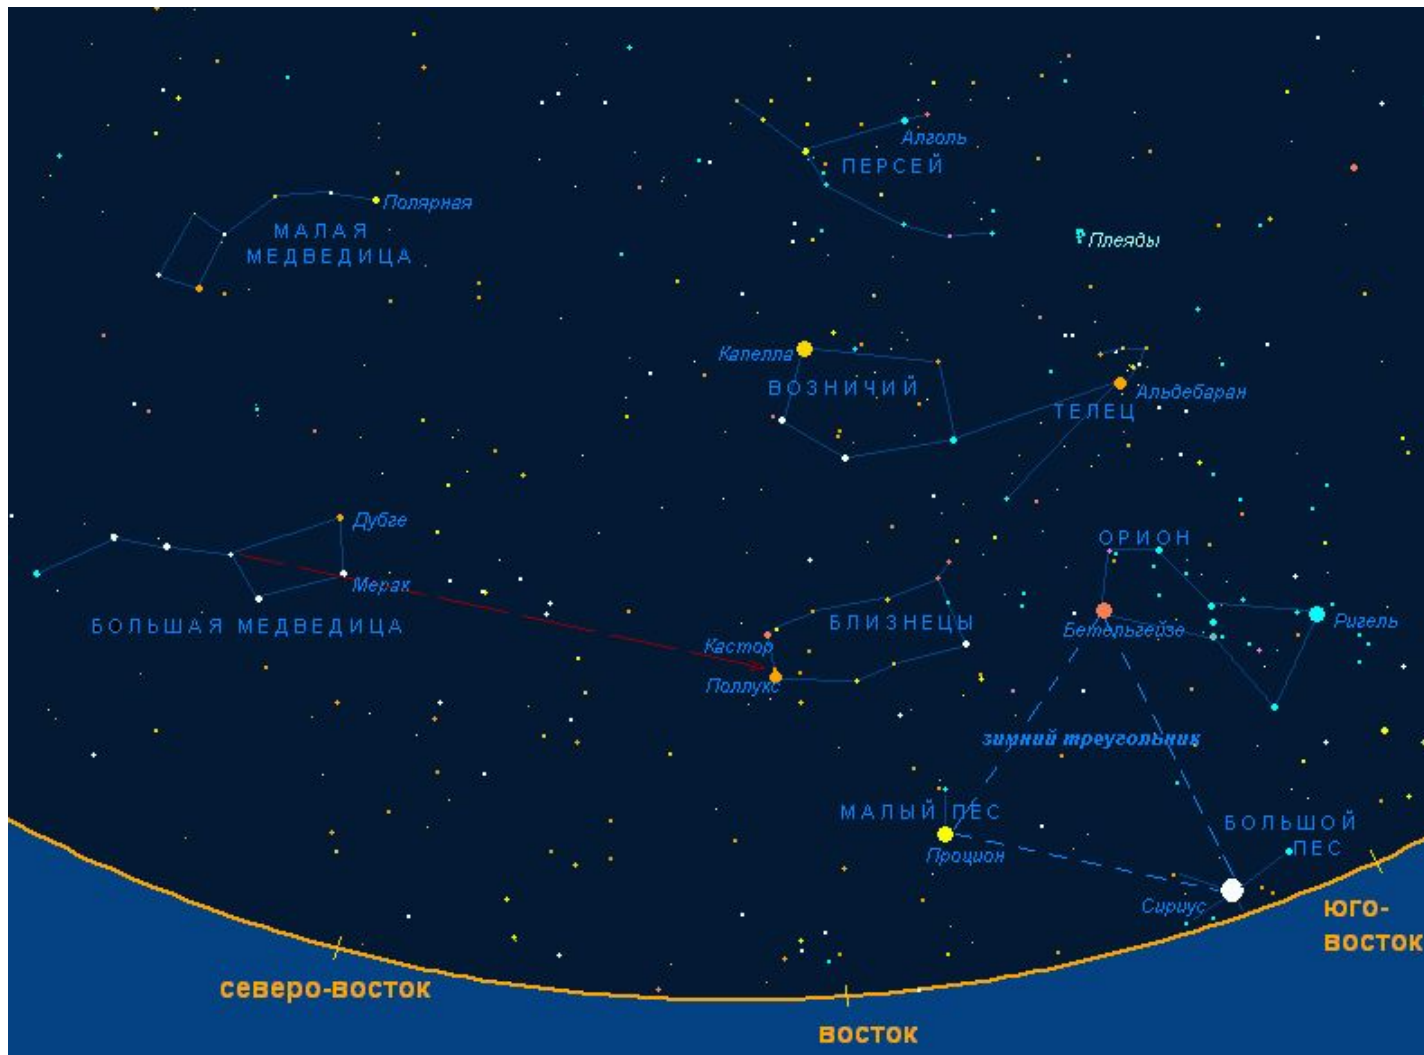 Алголь
ПЕРСЕЙ
Полярная
МАЛАЯ
МЕДВЕДИЦА
Плеяды
Капелла
ВОЗНИЧИЙ
Альдебаран
ТЕЛЕЦ
Дубге
Мерак
БОЛЬШАЯ МЕДВЕДИЦА
ОРИОН
Бетельгейзе
Ригель
БЛИЗНЕЦЫ
Кастор
Поллукс
зимний треугольник
МАЛЫЙ ПЕС
Процион
БОЛЬШОЙ
ПЕС
Сириус
юго-
восток
северо-восток
восток